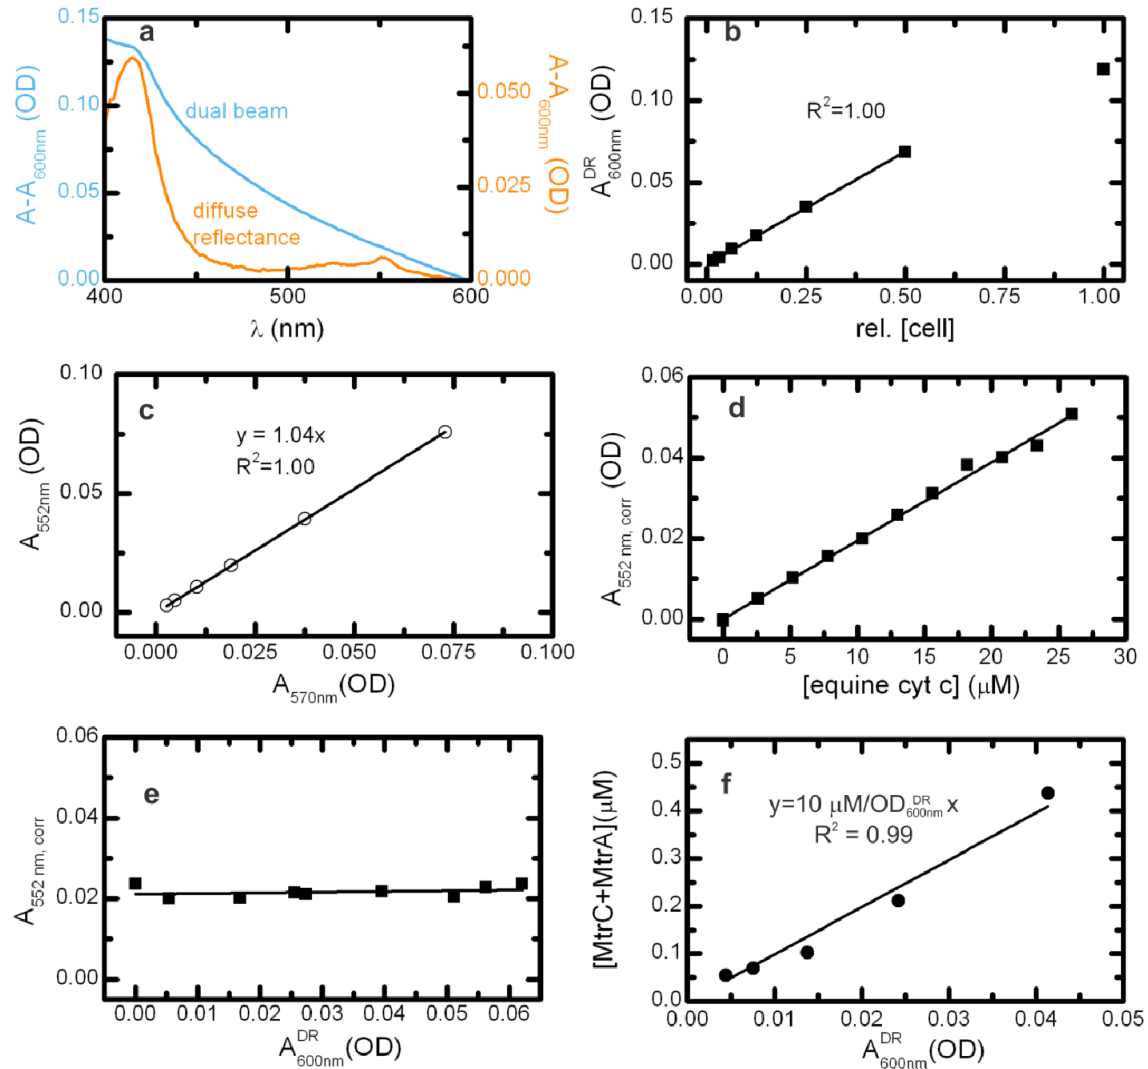 a
A-A600nm (OD)
0.15
0.10
0.05
0.00
dual beam
diffuse
reflectance
A-A600nm (OD)
0.050
0.025
0.000
400
500
600
λ (nm)
b
A^DR_600nm (OD)
0.15
0.10
0.05
0.00
R²=1.00
0.00 0.25 0.50 0.75 1.00
rel. [cell]
c
A552nm (OD)
0.10
0.05
0.00
y = 1.04x
R²=1.00
0.000 0.025 0.050 0.075 0.100
A570nm(OD)
d
A552 nm, corr (OD)
0.06
0.04
0.02
0.00
0 5 10 15 20 25 30
[equine cyt c] (μM)
e
A552 nm, corr
0.06
0.04
0.02
0.00
0.00 0.01 0.02 0.03 0.04 0.05 0.06
A^DR_600nm(OD)
f
[MtrC+MtrA](μM)
0.5
0.4
0.3
0.2
0.1
0.0
y=10 μM/OD^DR_600nm x
R² = 0.99
0.00 0.01 0.02 0.03 0.04 0.05
A^DR_600nm(OD)